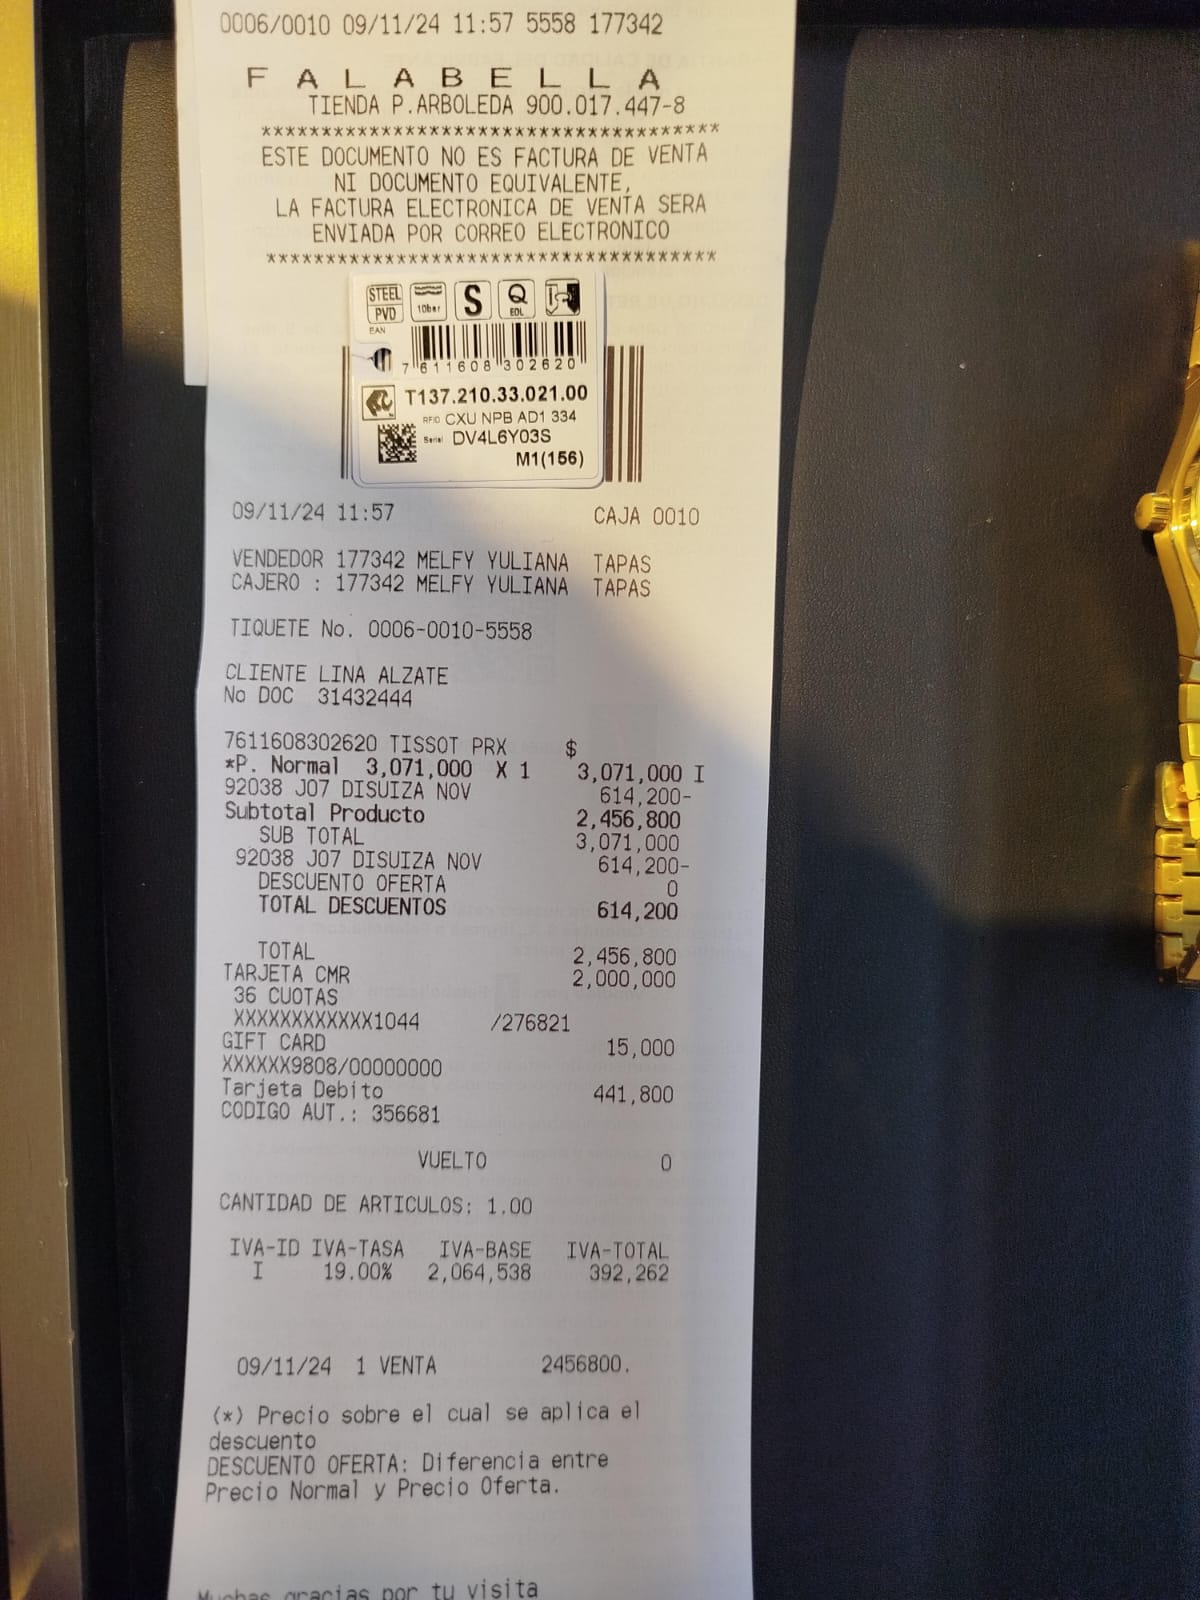 0006/0010 09/11/24 11:57 5558 177342
F A L A B E L L A
TIENDA P.ARBOLEDA 900.017.447-8
**************************************
ESTE DOCUMENTO NO ES FACTURA DE VENTA
NI DOCUMENTO EQUIVALENTE,
LA FACTURA ELECTRONICA DE VENTA SERA
ENVIADA POR CORREO ELECTRONICO
**************************************
STEEL PVD 10bar S Q EOL
EAN
7 611608 302620
T137.210.33.021.00
RFID CXU NPB AD1 334
Serial DV4L6Y03S
M1(156)
09/11/24 11:57 CAJA 0010
VENDEDOR 177342 MELFY YULIANA TAPAS
CAJERO : 177342 MELFY YULIANA TAPAS
TIQUETE No. 0006-0010-5558
CLIENTE LINA ALZATE
No DOC 31432444
7611608302620 TISSOT PRX $
*P. Normal 3,071,000 X 1 3,071,000 I
92038 J07 DISUIZA NOV 614,200-
Subtotal Producto 2,456,800
SUB TOTAL 3,071,000
92038 J07 DISUIZA NOV 614,200-
DESCUENTO OFERTA 0
TOTAL DESCUENTOS 614,200
TOTAL 2,456,800
TARJETA CMR 2,000,000
36 CUOTAS
XXXXXXXXXXXX1044 /276821
GIFT CARD 15,000
XXXXXX9808/00000000
Tarjeta Debito 441,800
CODIGO AUT.: 356681
VUELTO 0
CANTIDAD DE ARTICULOS: 1.00
IVA-ID IVA-TASA IVA-BASE IVA-TOTAL
I 19.00% 2,064,538 392,262
09/11/24 1 VENTA 2456800.
(*) Precio sobre el cual se aplica el
descuento
DESCUENTO OFERTA: Diferencia entre
Precio Normal y Precio Oferta.
Muchas gracias por tu visita